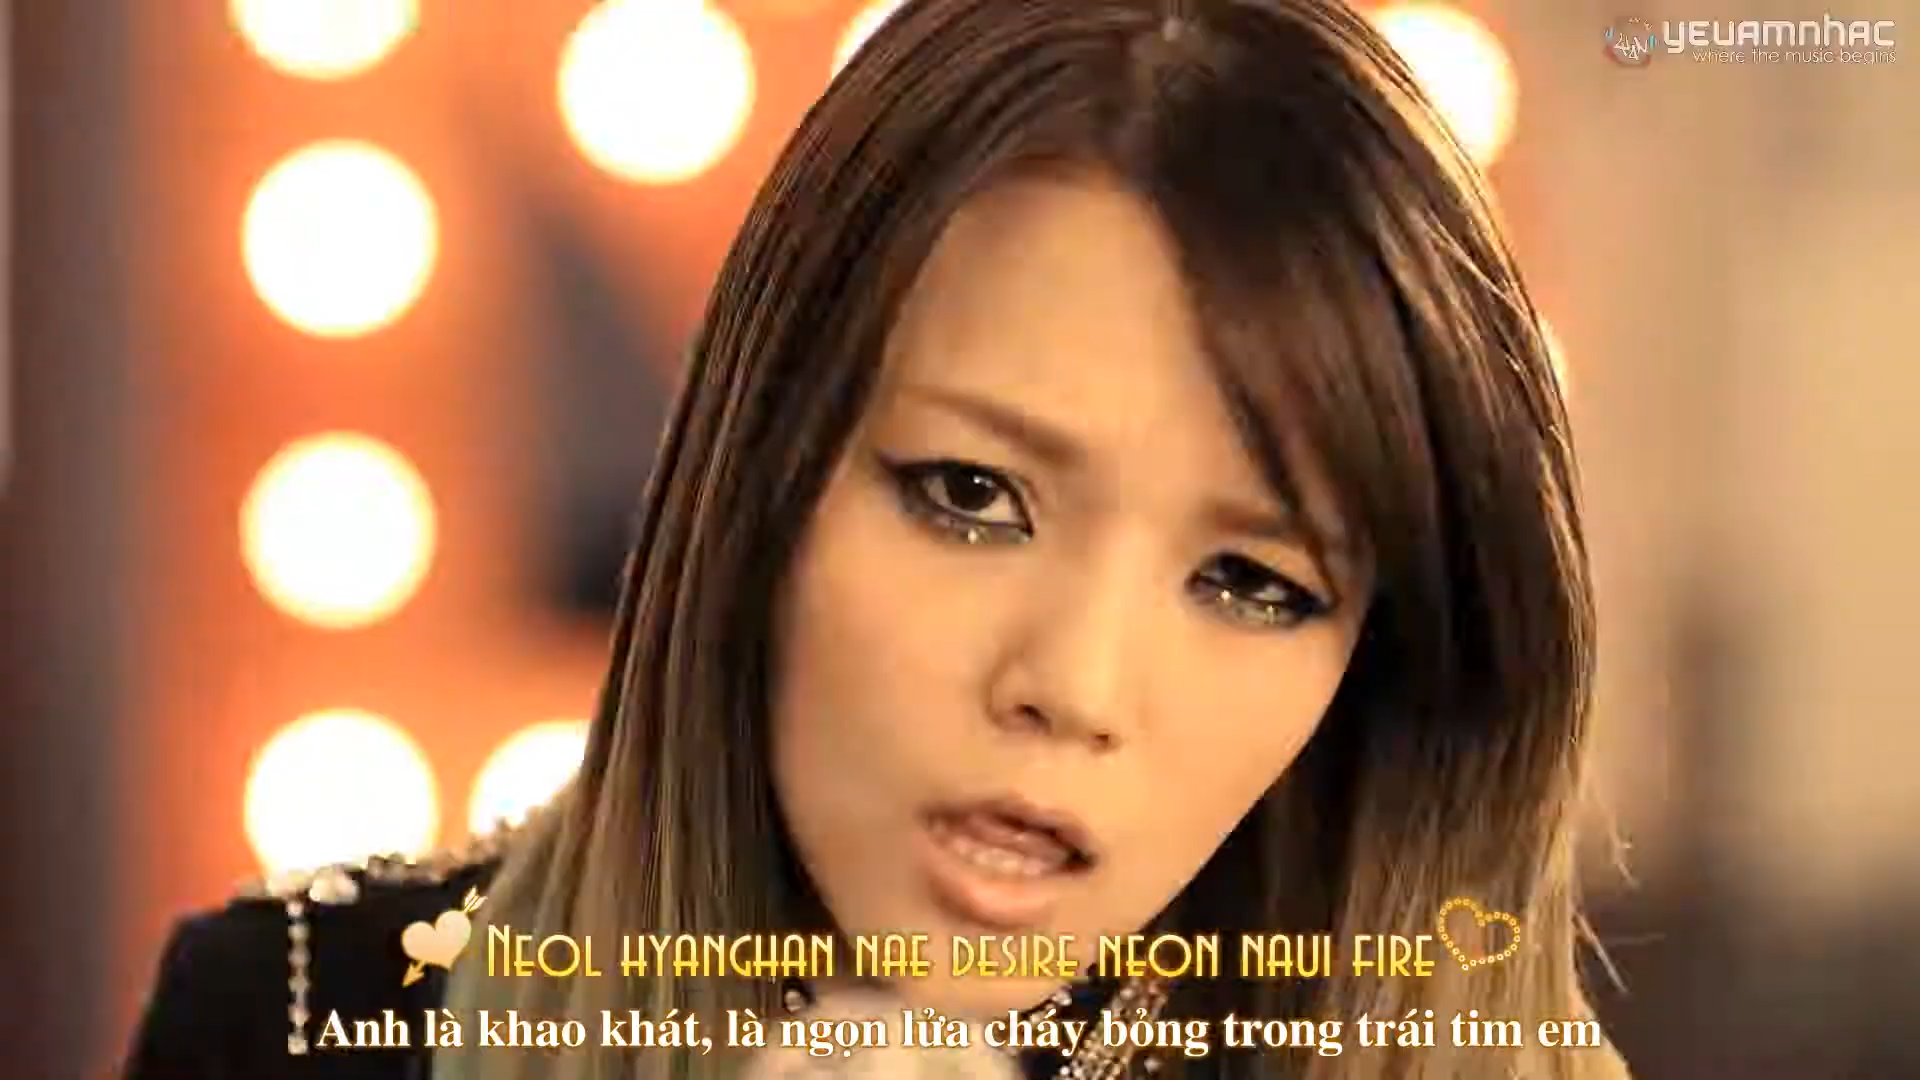 YEUAMNHAC
where the music begins
NEOL HYANGHAN NAE DESIRE NEON NAUI FIRE
Anh là khao khát, là ngọn lửa cháy bỏng trong trái tim em